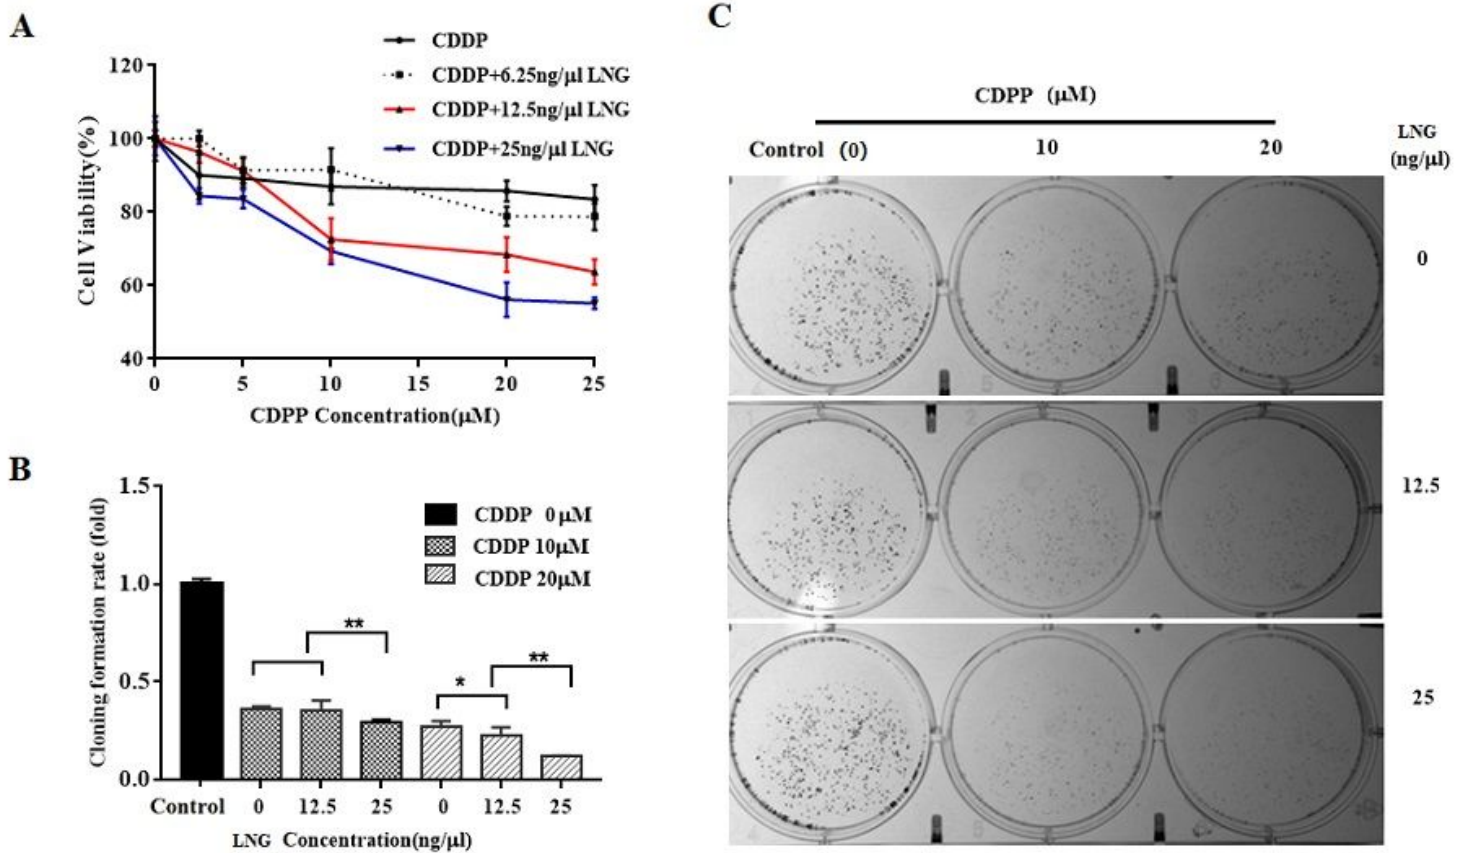 A
CDDP
CDDP+6.25ng/μl LNG
CDDP+12.5ng/μl LNG
CDDP+25ng/μl LNG
Cell Viability(%)
120
100
80
60
40
0 5 10 15 20 25
CDPP Concentration(μM)
B
Cloning formation rate (fold)
1.5
1.0
0.5
0.0
CDDP 0 μM
CDDP 10μM
CDDP 20μM
**
*
**
Control 0 12.5 25 0 12.5 25
LNG Concentration(ng/μl)
C
CDPP (μM)
Control (0) 10 20
LNG
(ng/μl)
0
12.5
25